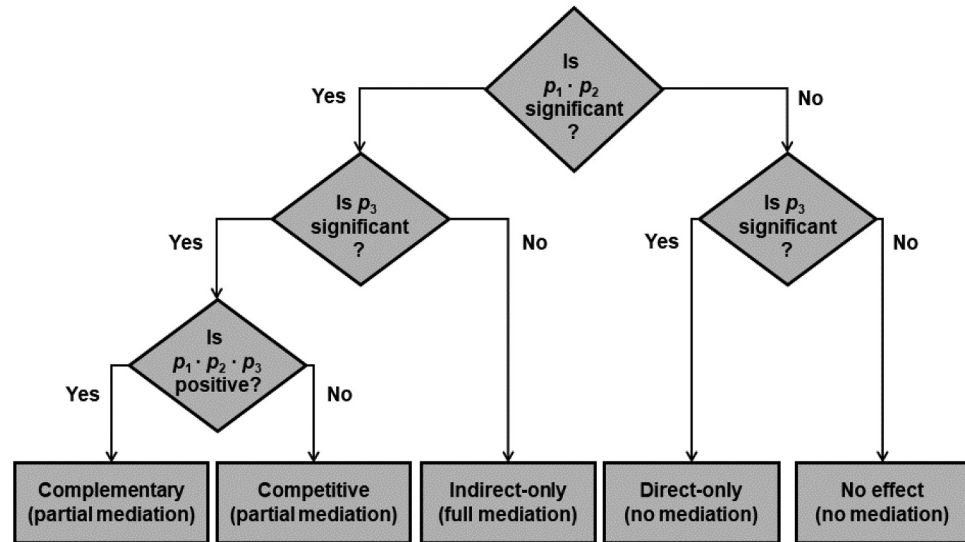 Is
p₁ · p₂
significant
?
Yes
No
Is p₃
significant
?
Yes
No
Is p₃
significant
?
Yes
No
Is
p₁ · p₂ · p₃
positive?
Yes
No
Complementary
(partial mediation)
Competitive
(partial mediation)
Indirect-only
(full mediation)
Direct-only
(no mediation)
No effect
(no mediation)